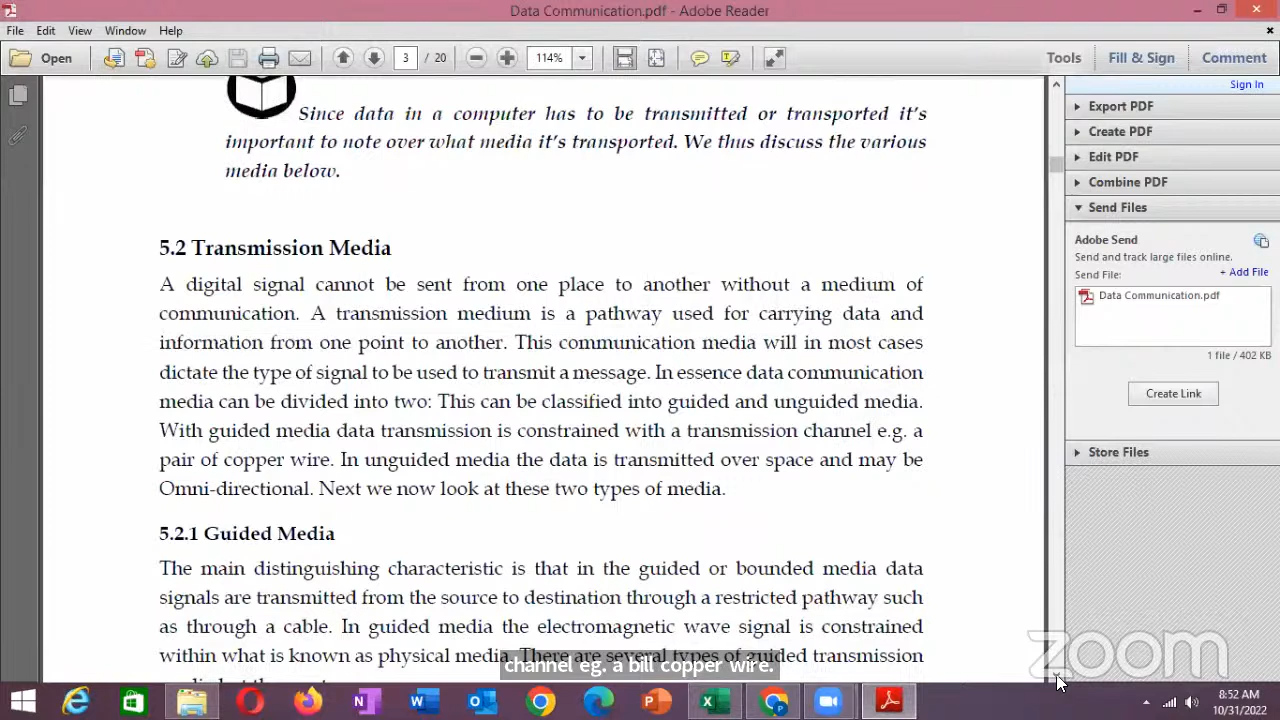 Data Communication.pdf - Adobe Reader
File Edit View Window Help
Open 3 / 20 114% Tools Fill & Sign Comment
Since data in a computer has to be transmitted or transported it's
important to note over what media it's transported. We thus discuss the various
media below.
5.2 Transmission Media
A digital signal cannot be sent from one place to another without a medium of
communication. A transmission medium is a pathway used for carrying data and
information from one point to another. This communication media will in most cases
dictate the type of signal to be used to transmit a message. In essence data communication
media can be divided into two: This can be classified into guided and unguided media.
With guided media data transmission is constrained with a transmission channel e.g. a
pair of copper wire. In unguided media the data is transmitted over space and may be
Omni-directional. Next we now look at these two types of media.
5.2.1 Guided Media
The main distinguishing characteristic is that in the guided or bounded media data
signals are transmitted from the source to destination through a restricted pathway such
as through a cable. In guided media the electromagnetic wave signal is constrained
within what is known as physical media. There are several types of guided transmission
channel eg. a bill copper wire.
Sign In
Export PDF
Create PDF
Edit PDF
Combine PDF
Send Files
Adobe Send
Send and track large files online.
Send File:
+ Add File
Data Communication.pdf
1 file / 402 KB
Create Link
Store Files
zoom
8:52 AM
10/31/2022